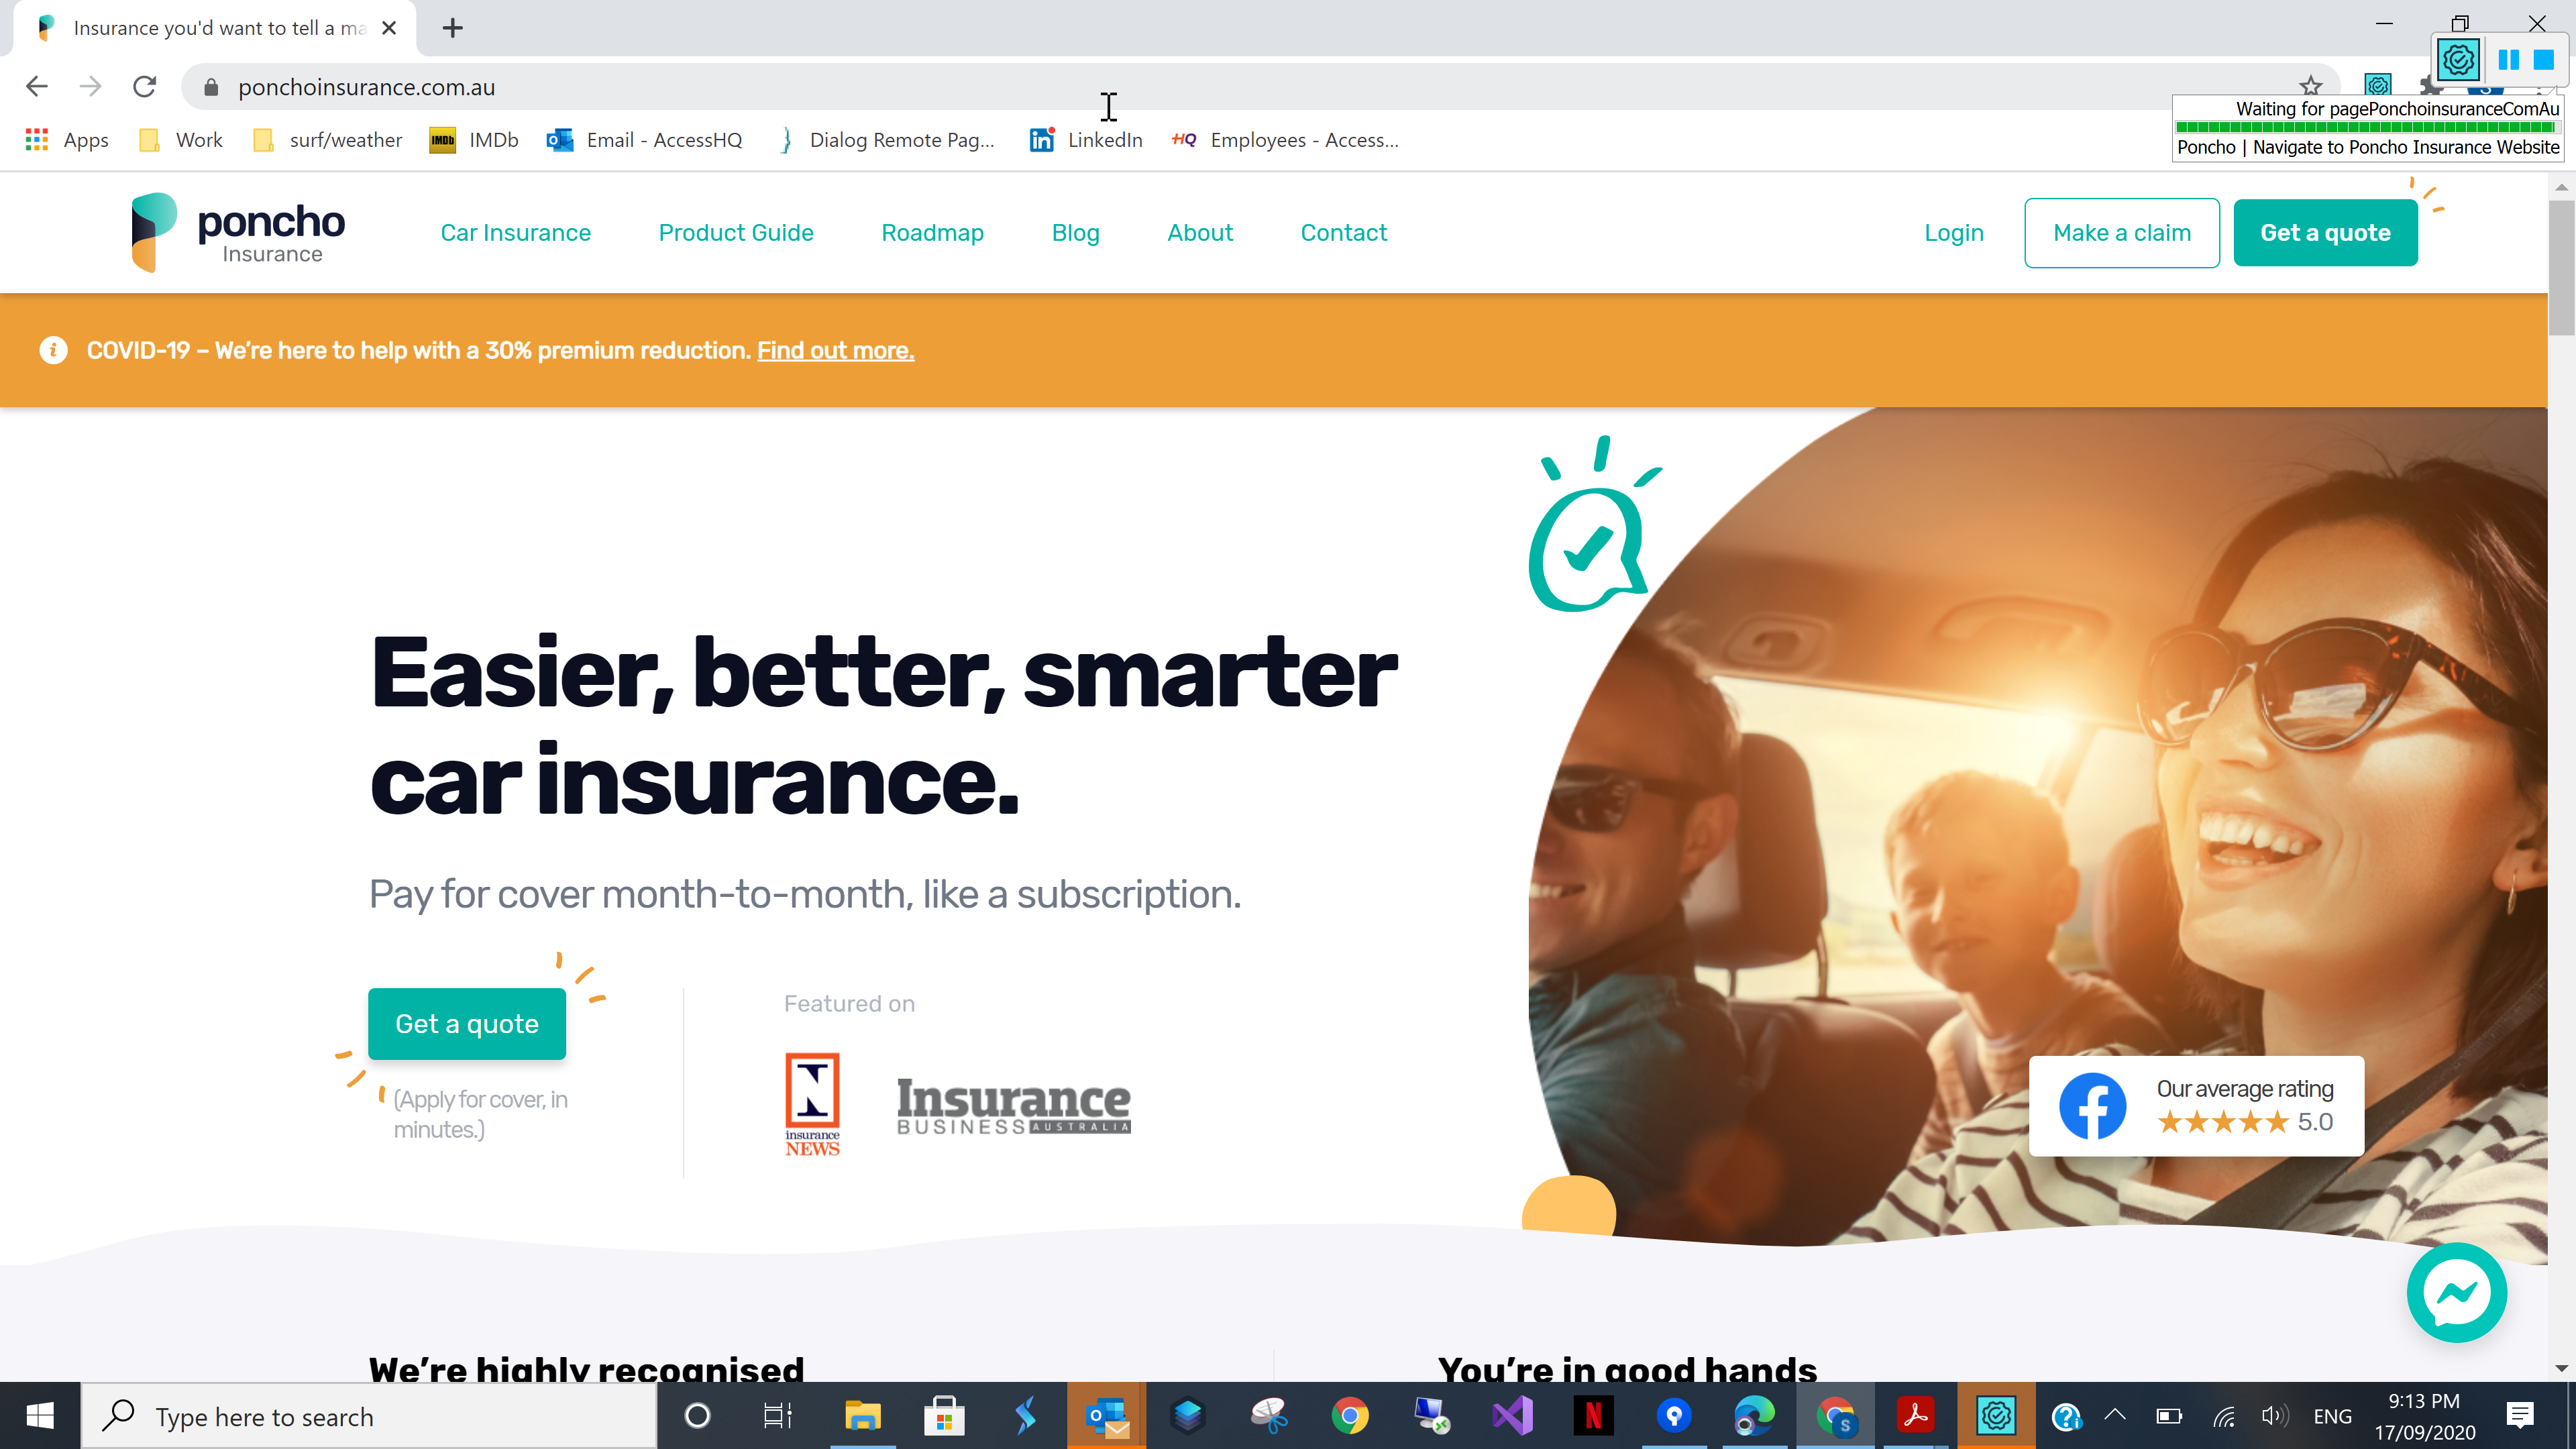 Insurance you'd want to tell a ma
ponchoinsurance.com.au
Waiting for pagePonchoinsuranceComAu
Poncho | Navigate to Poncho Insurance Website
Apps
Work
surf/weather
IMDb
IMDb
Email - AccessHQ
Dialog Remote Pag...
in
LinkedIn
HQ
Employees - Access...
poncho
Insurance
Car Insurance
Product Guide
Roadmap
Blog
About
Contact
Login
Make a claim
Get a quote
COVID-19 – We're here to help with a 30% premium reduction. Find out more.
Easier, better, smarter
car insurance.
Pay for cover month-to-month, like a subscription.
Get a quote
(Apply for cover, in
minutes.)
Featured on
N
insurance
NEWS
Insurance
BUSINESS AUSTRALIA
Our average rating
5.0
We're highly recognised
You're in good hands
Type here to search
ENG
9:13 PM
17/09/2020